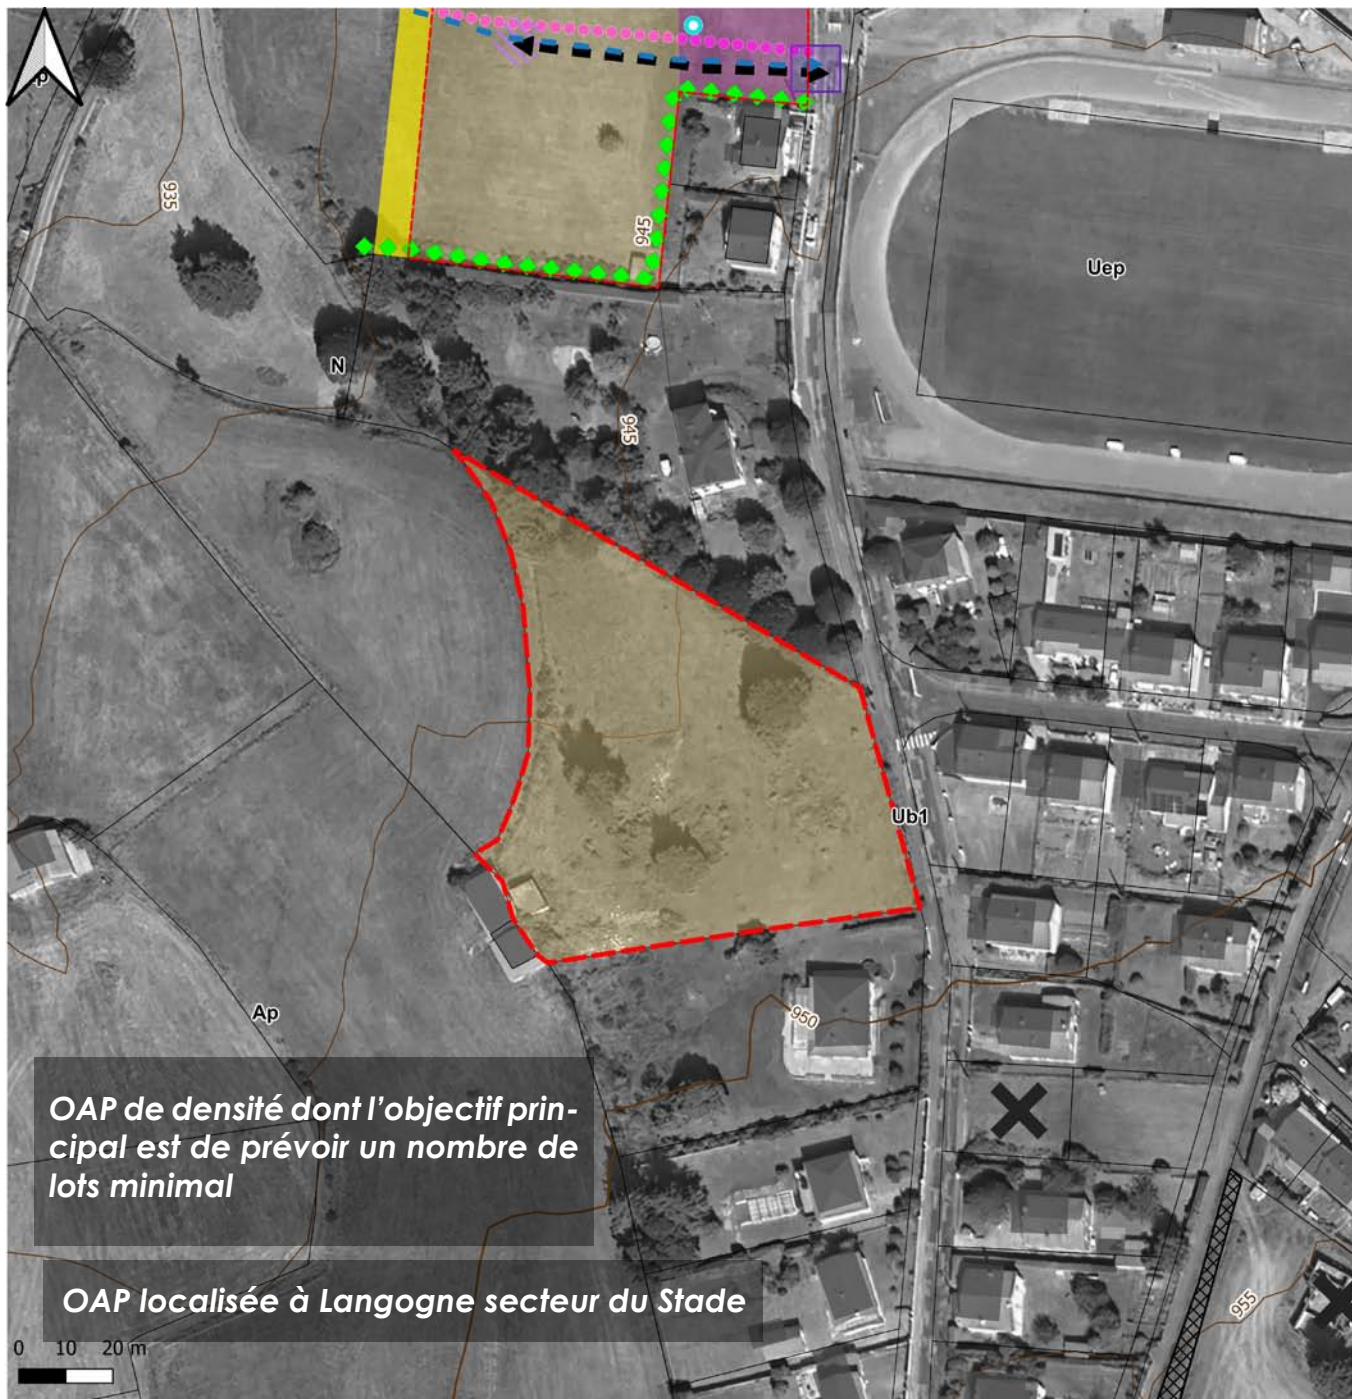 p
935
945
Uep
N
945
Ub1
Ap
950
OAP de densité dont l'objectif prin-
cipal est de prévoir un nombre de
lots minimal
OAP localisée à Langogne secteur du Stade
955
0 10 20 m